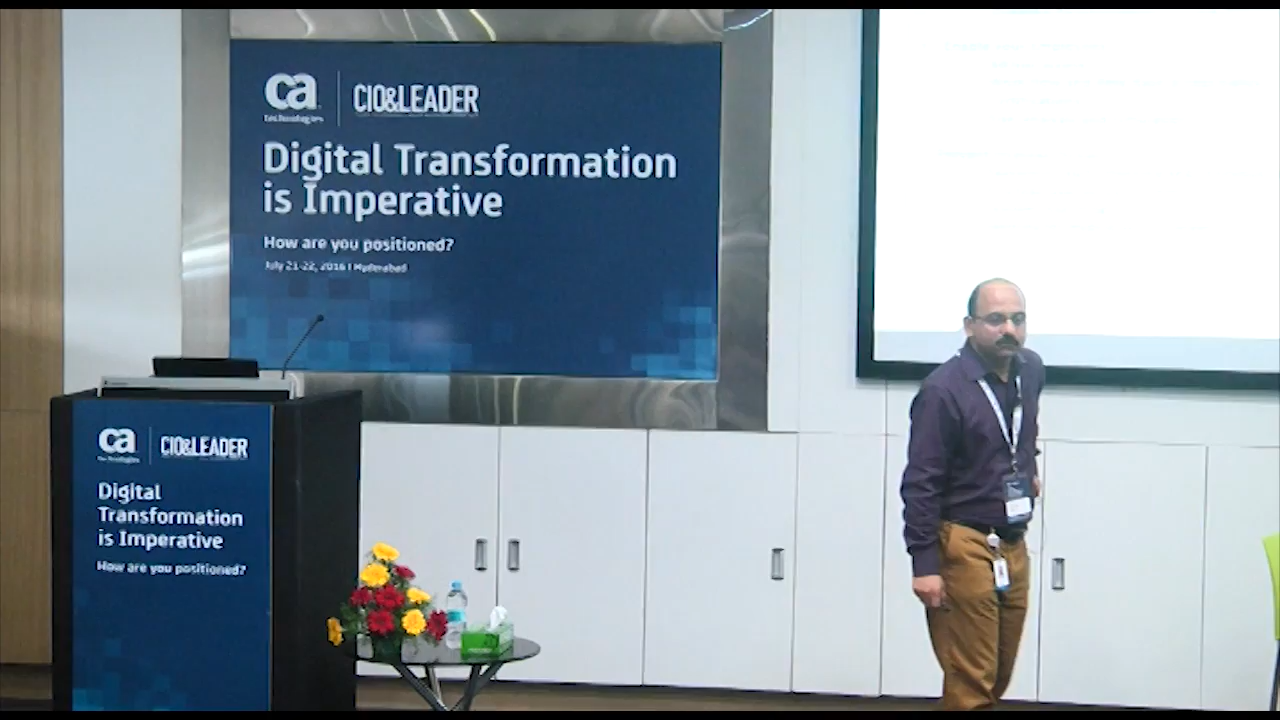 ca
technologies
CIO&LEADER
Digital Transformation
is Imperative
How are you positioned?
July 21-22, 2016 | Hyderabad
ca
technologies
CIO&LEADER
Digital
Transformation
is Imperative
How are you positioned?